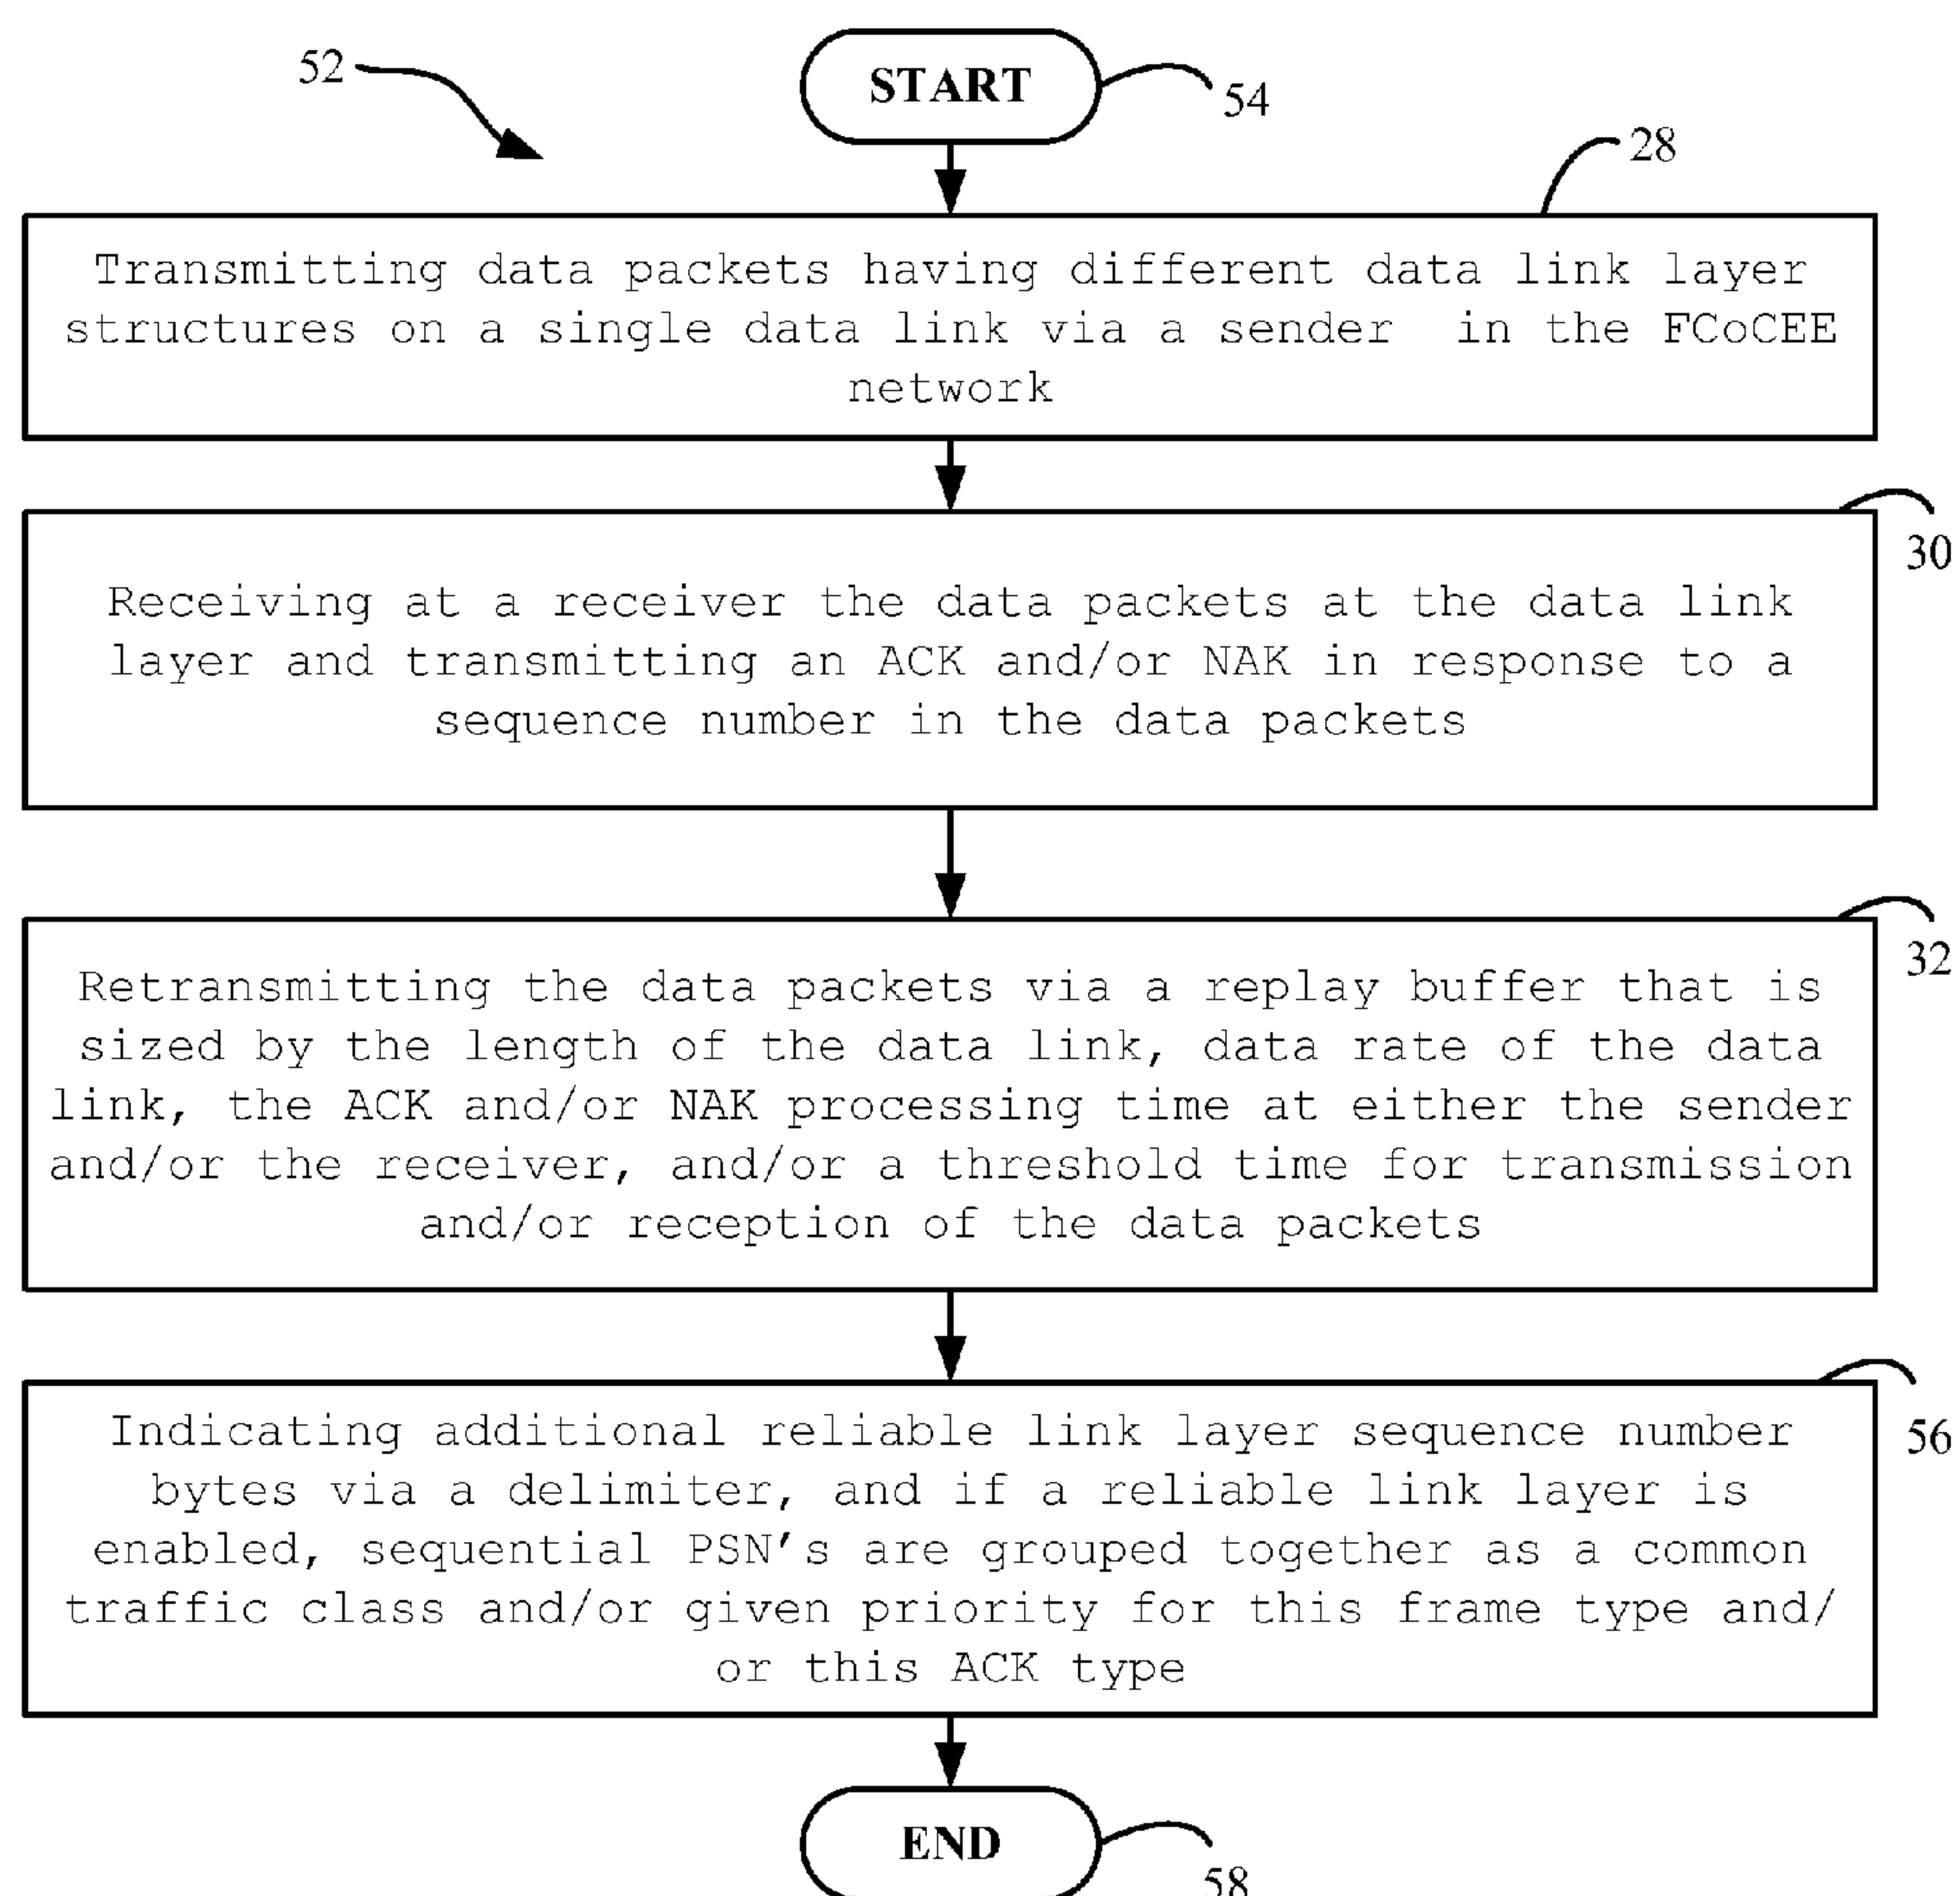 52
START
54
28
Transmitting data packets having different data link layer
structures on a single data link via a sender in the FCoCEE
network
30
Receiving at a receiver the data packets at the data link
layer and transmitting an ACK and/or NAK in response to a
sequence number in the data packets
32
Retransmitting the data packets via a replay buffer that is
sized by the length of the data link, data rate of the data
link, the ACK and/or NAK processing time at either the sender
and/or the receiver, and/or a threshold time for transmission
and/or reception of the data packets
56
Indicating additional reliable link layer sequence number
bytes via a delimiter, and if a reliable link layer is
enabled, sequential PSN's are grouped together as a common
traffic class and/or given priority for this frame type and/
or this ACK type
END
58